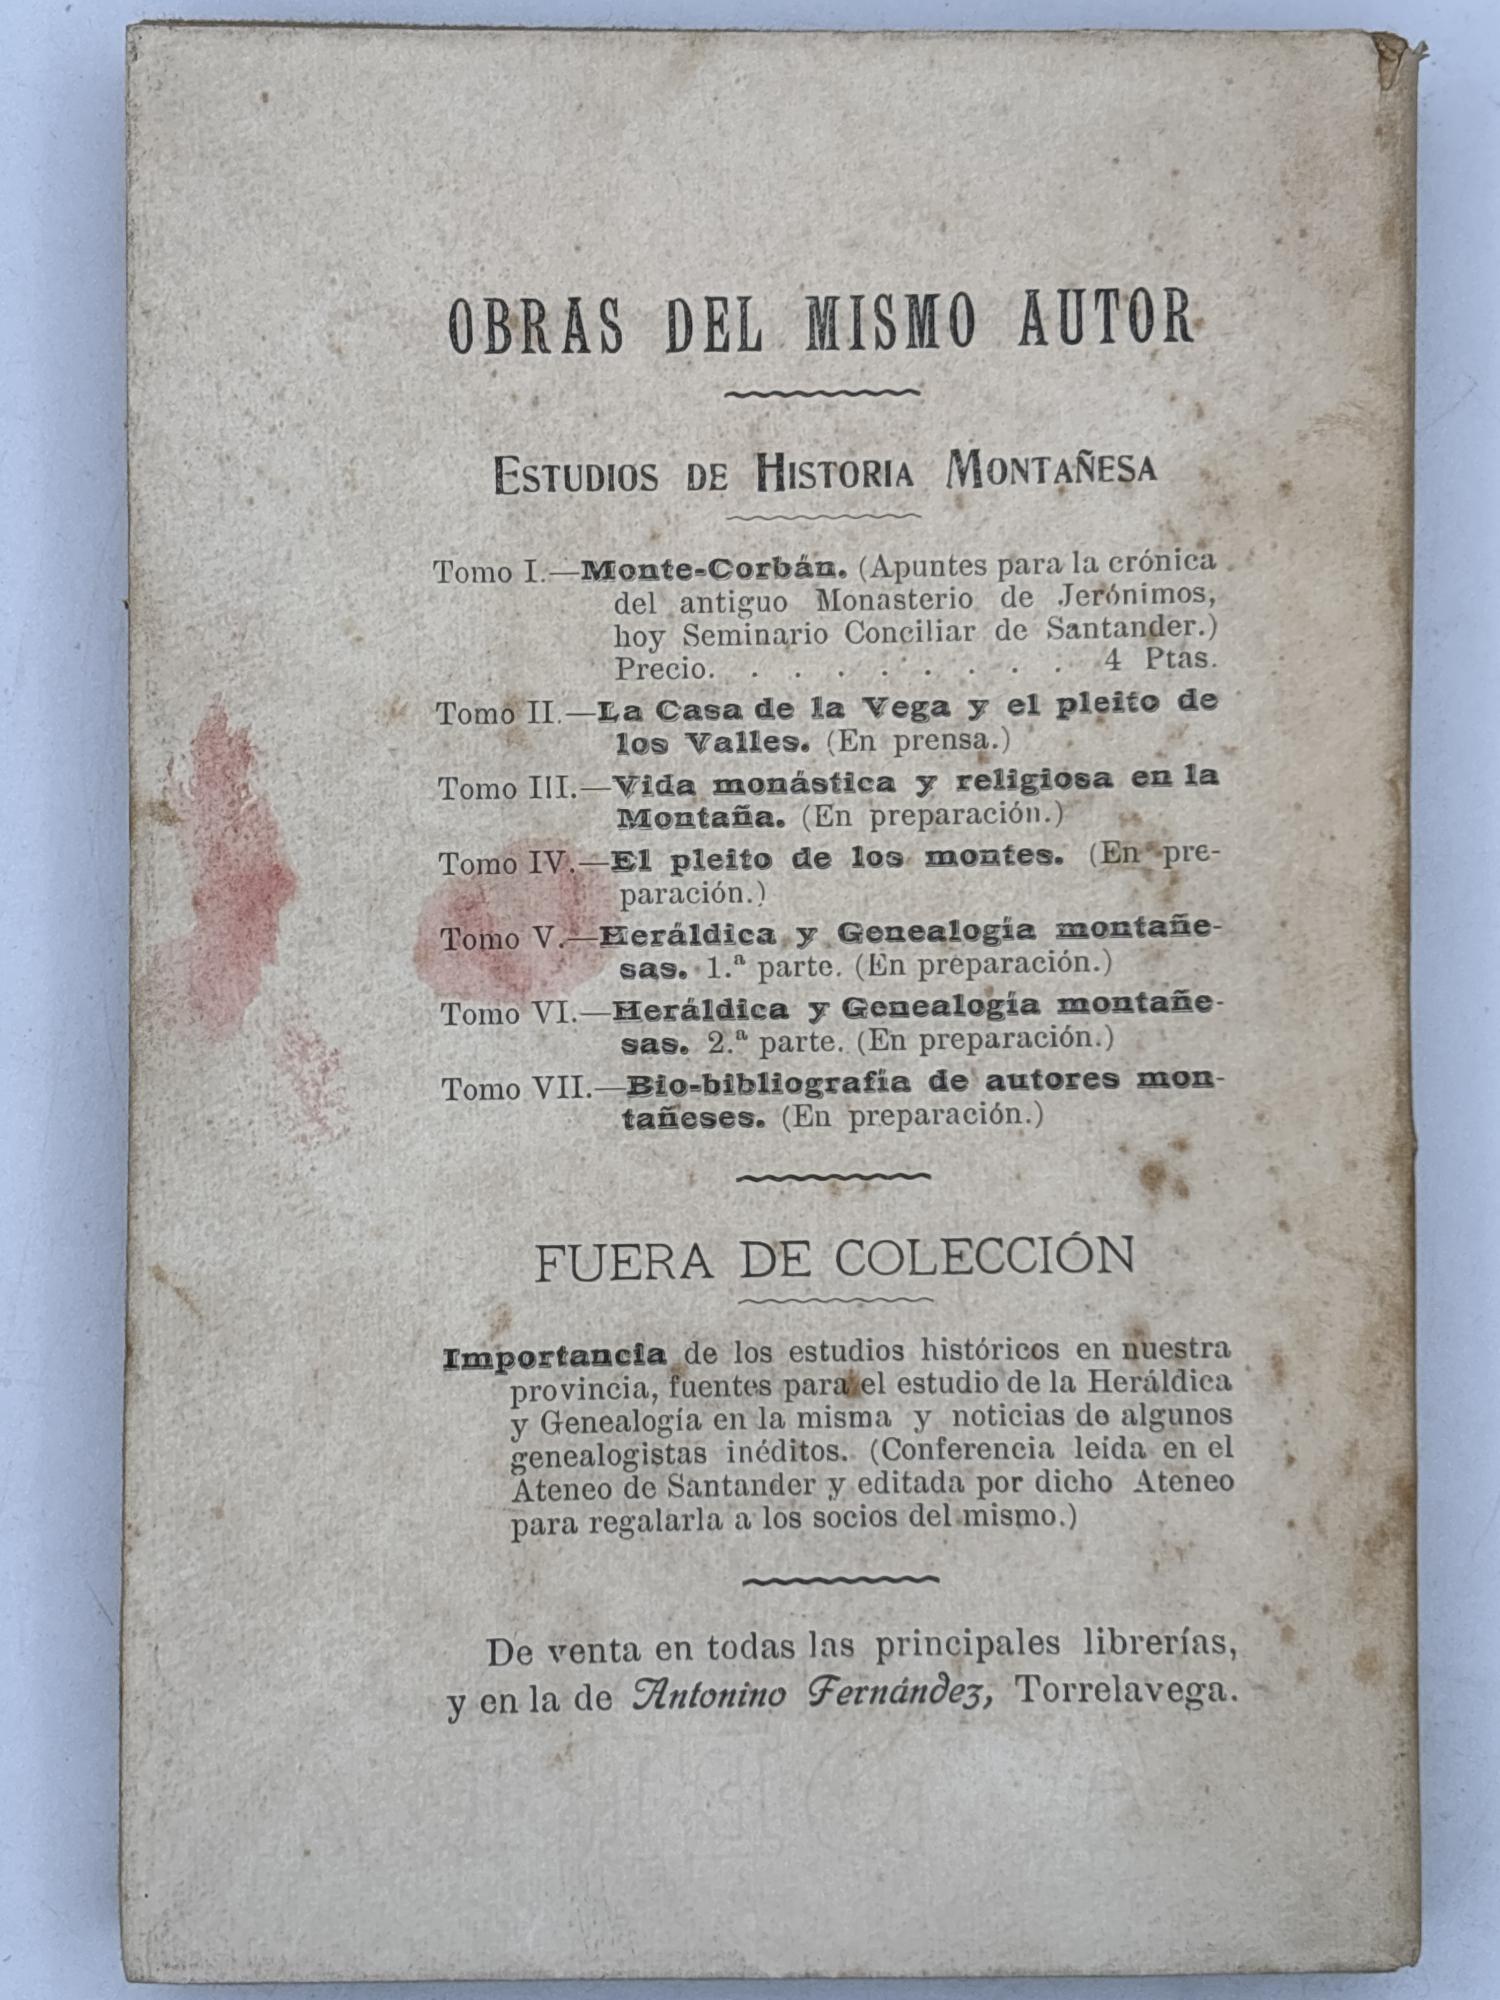 OBRAS DEL MISMO AUTOR
ESTUDIOS DE HISTORIA MONTAÑESA
Tomo I.—Monte-Corbán. (Apuntes para la crónica
del antiguo Monasterio de Jerónimos,
hoy Seminario Conciliar de Santander.)
Precio. . . . . . . . . 4 Ptas.
Tomo II.—La Casa de la Vega y el pleito de
los Valles. (En prensa.)
Tomo III.—Vida monástica y religiosa en la
Montaña. (En preparación.)
Tomo IV.—El pleito de los montes. (En pre-
paración.)
Tomo V.—Heráldica y Genealogía montañe-
sas. 1.ª parte. (En preparación.)
Tomo VI.—Heráldica y Genealogía montañe-
sas. 2.ª parte. (En preparación.)
Tomo VII.—Bio-bibliografía de autores mon-
tañeses. (En preparación.)
FUERA DE COLECCIÓN
Importancia de los estudios históricos en nuestra
provincia, fuentes para el estudio de la Heráldica
y Genealogía en la misma y noticias de algunos
genealogistas inéditos. (Conferencia leída en el
Ateneo de Santander y editada por dicho Ateneo
para regalarla a los socios del mismo.)
De venta en todas las principales librerías,
y en la de Antonino Fernández, Torrelavega.